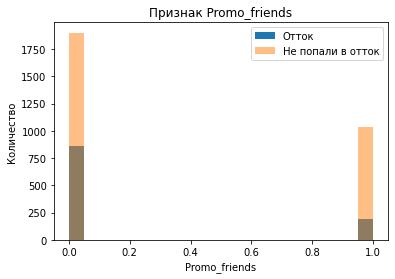 Признак Promo_friends
Отток
Не попали в отток
Количество
1750
1500
1250
1000
750
500
250
0
0.0 0.2 0.4 0.6 0.8 1.0
Promo_friends